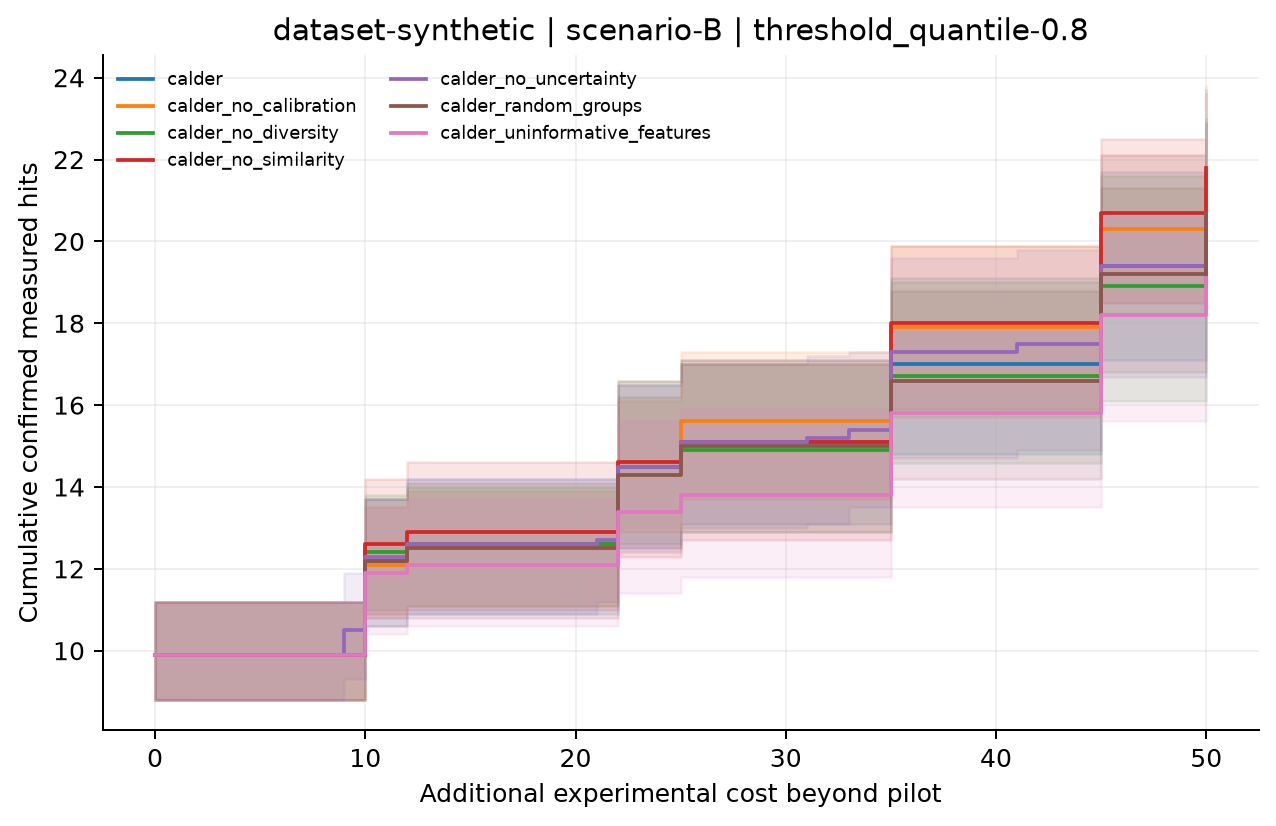 dataset-synthetic | scenario-B | threshold_quantile-0.8
calder
calder_no_calibration
calder_no_diversity
calder_no_similarity
calder_no_uncertainty
calder_random_groups
calder_uninformative_features
Cumulative confirmed measured hits
24
22
20
18
16
14
12
10
0 10 20 30 40 50
Additional experimental cost beyond pilot